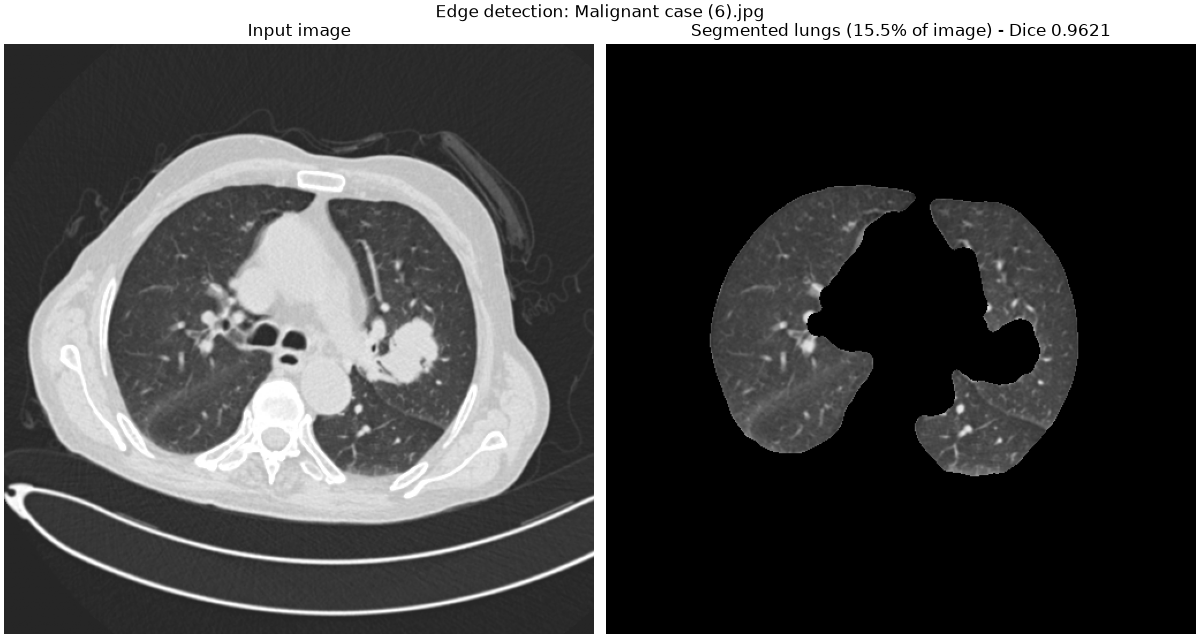 Edge detection: Malignant case (6).jpg
Input image
Segmented lungs (15.5% of image) - Dice 0.9621